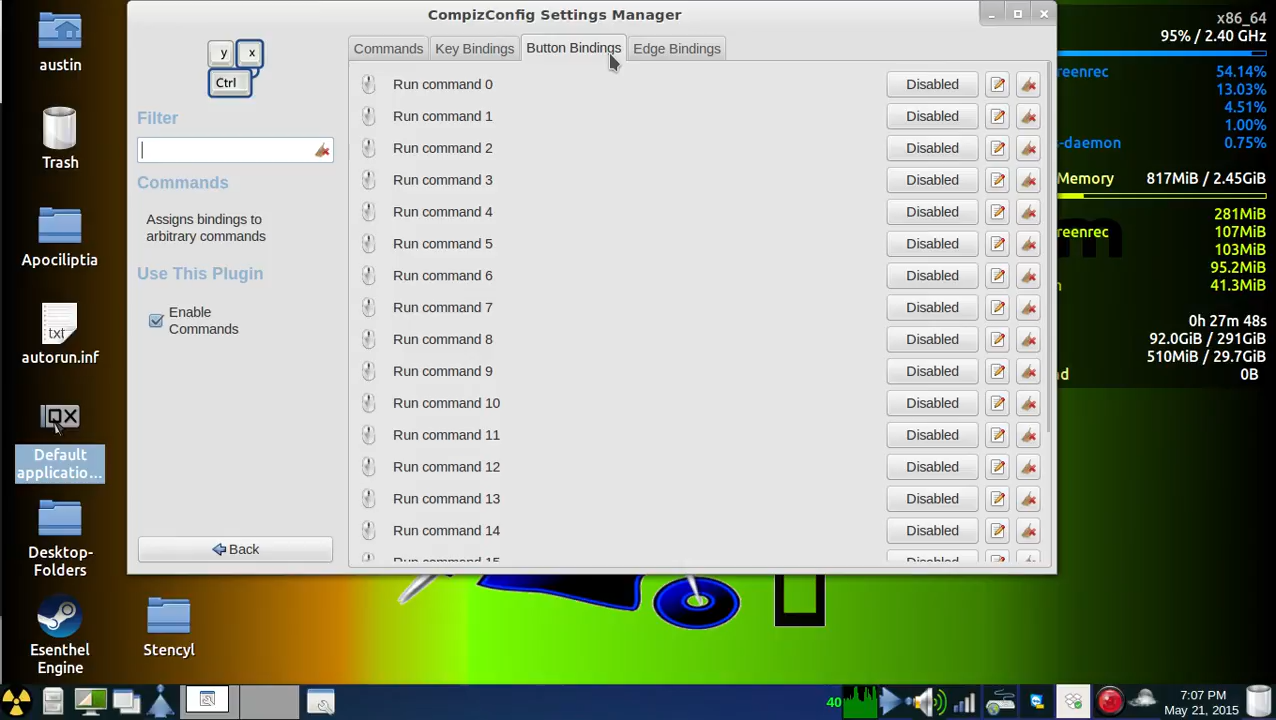 CompizConfig Settings Manager
y
x
Ctrl
Filter
Commands
Assigns bindings to
arbitrary commands
Use This Plugin
Enable
Commands
Back
Commands
Key Bindings
Button Bindings
Edge Bindings
Run command 0 Disabled
Run command 1 Disabled
Run command 2 Disabled
Run command 3 Disabled
Run command 4 Disabled
Run command 5 Disabled
Run command 6 Disabled
Run command 7 Disabled
Run command 8 Disabled
Run command 9 Disabled
Run command 10 Disabled
Run command 11 Disabled
Run command 12 Disabled
Run command 13 Disabled
Run command 14 Disabled
Run command 15 Disabled
austin
Trash
Apociliptia
txt
autorun.inf
Default
applicatio...
Desktop-
Folders
Esenthel
Engine
Stencyl
x86_64
95% / 2.40 GHz
eenrec 54.14%
13.03%
4.51%
1.00%
s-daemon 0.75%
Memory 817MiB / 2.45GiB
281MiB
eenrec 107MiB
103MiB
95.2MiB
41.3MiB
0h 27m 48s
92.0GiB / 291GiB
510MiB / 29.7GiB
0B
40
7:07 PM
May 21, 2015